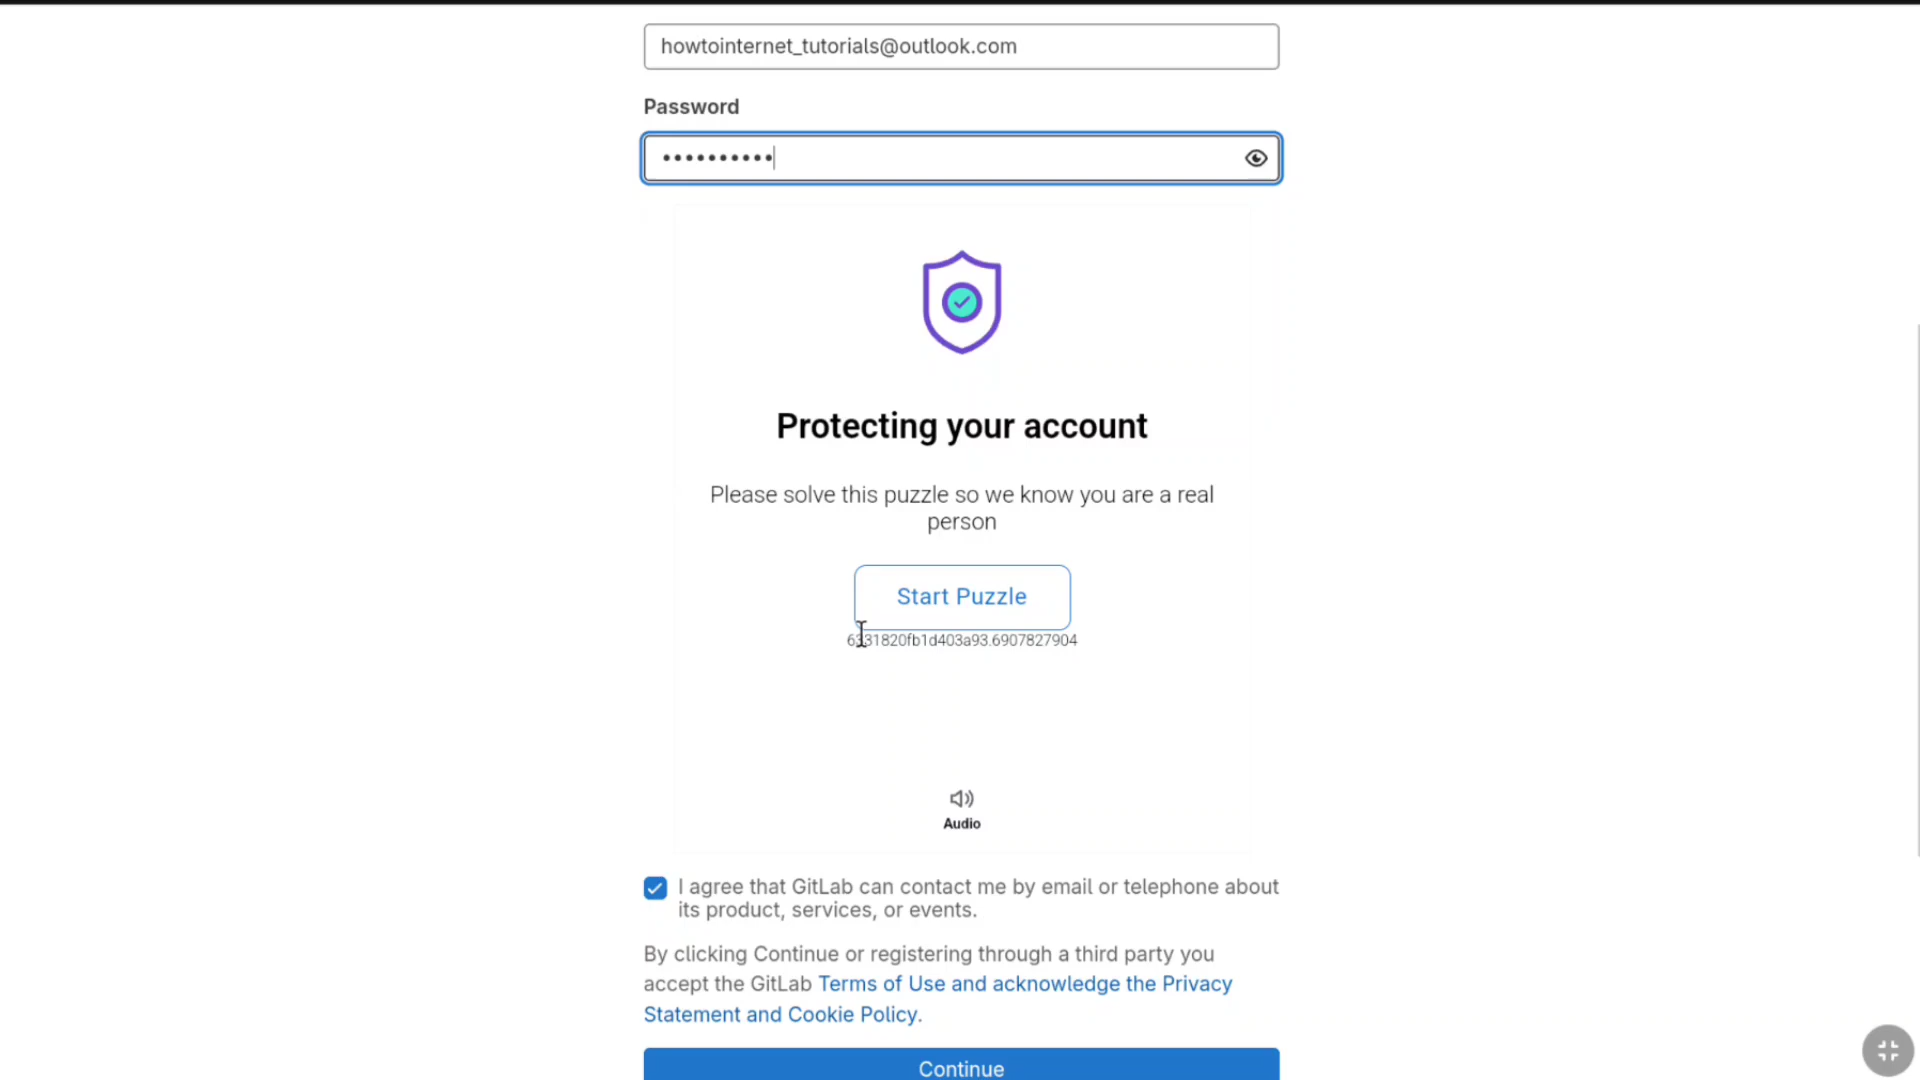 howtointernet_tutorials@outlook.com
Password
Protecting your account
Please solve this puzzle so we know you are a real
person
Start Puzzle
6331820fb1d403a93.6907827904
Audio
I agree that GitLab can contact me by email or telephone about
its product, services, or events.
By clicking Continue or registering through a third party you
accept the GitLab Terms of Use and acknowledge the Privacy
Statement and Cookie Policy.
Continue